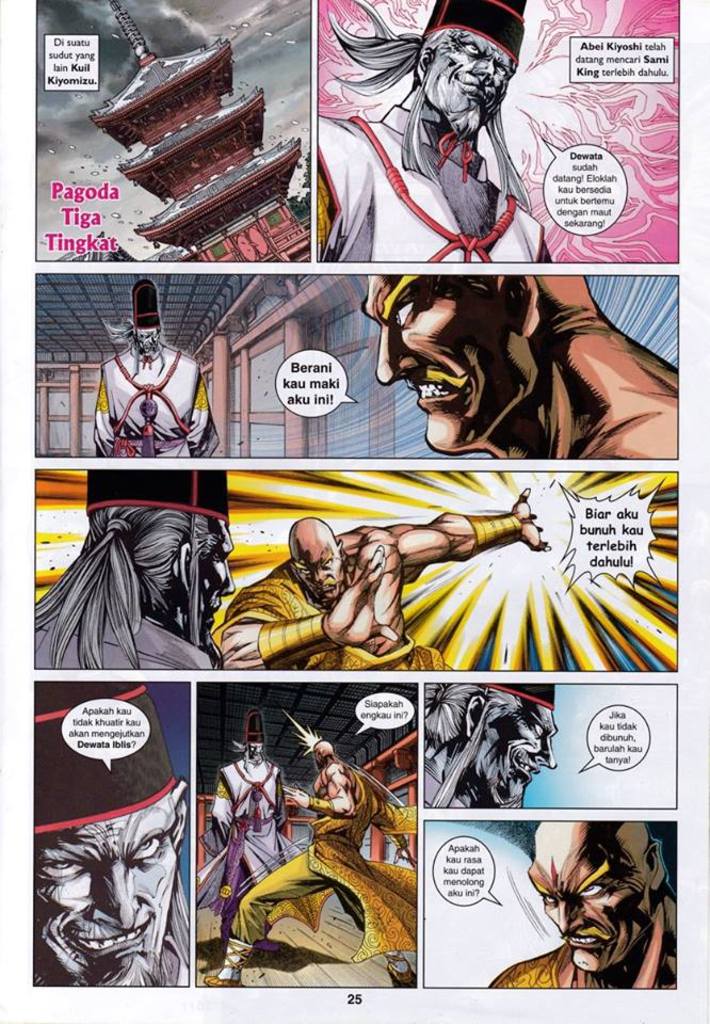 Di suatu
sudut yang
lain Kuil
Kiyomizu.
Pagoda
Tiga
Tingkat
Abei Kiyoshi telah
datang mencari Sami
King terlebih dahulu.
Dewata
sudah
datang! Eloklah
kau bersedia
untuk bertemu
dengan maut
sekarang!
Berani
kau maki
aku ini!
Biar aku
bunuh kau
terlebih
dahulu!
Apakah kau
tidak khuatir kau
akan mengejutkan
Dewata Iblis?
Siapakah
engkau ini?
Jika
kau tidak
dibunuh,
barulah kau
tanya!
Apakah
kau rasa
kau dapat
menolong
aku ini?
25